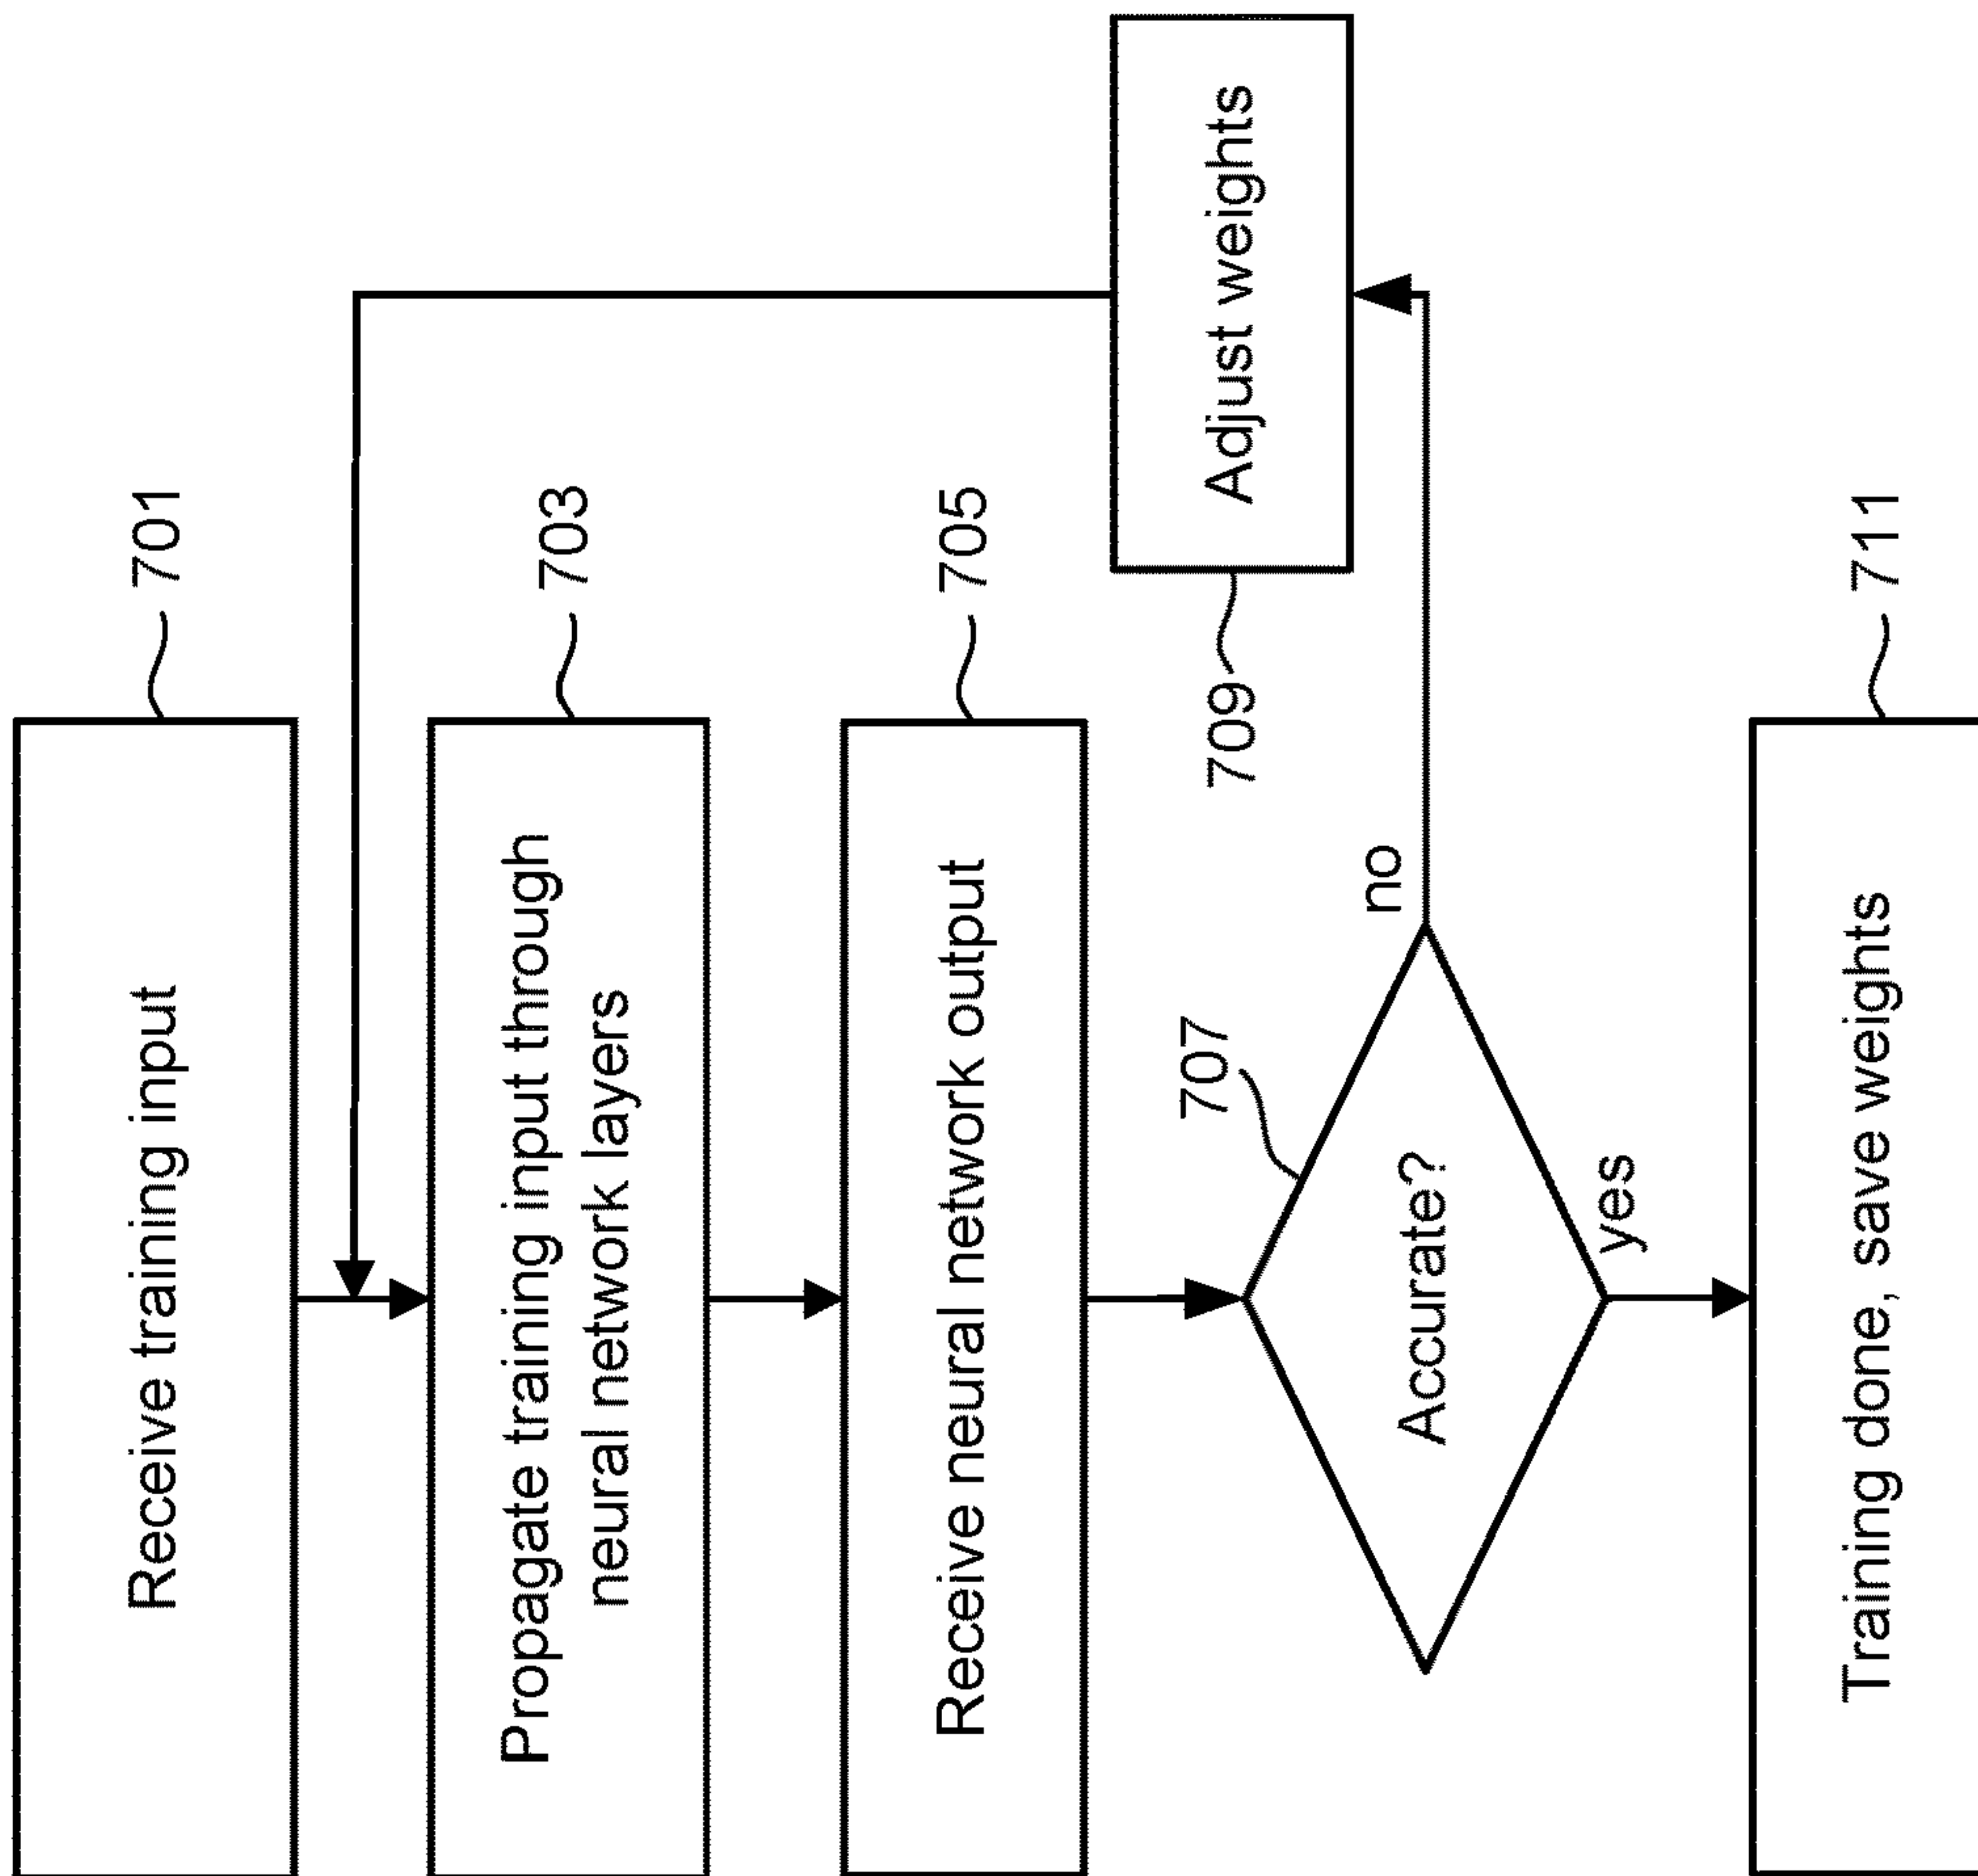 Receive training input
701
Propagate training input through
neural network layers
703
Receive neural network output
705
Accurate?
707
no
Adjust weights
709
yes
Training done, save weights
711